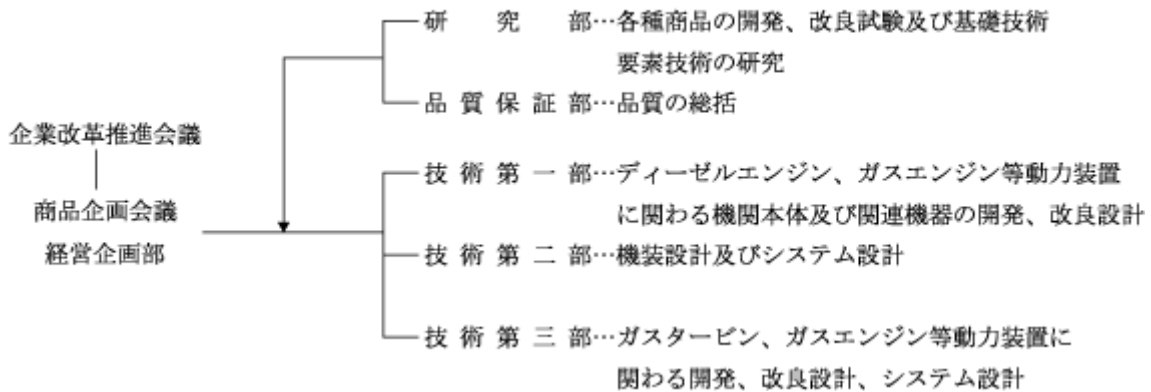 研究部…各種商品の開発、改良試験及び基礎技術
要素技術の研究
品質保証部…品質の総括
企業改革推進会議
商品企画会議
経営企画部
技術第一部…ディーゼルエンジン、ガスエンジン等動力装置
に関わる機関本体及び関連機器の開発、改良設計
技術第二部…機装設計及びシステム設計
技術第三部…ガスタービン、ガスエンジン等動力装置に
関わる開発、改良設計、システム設計